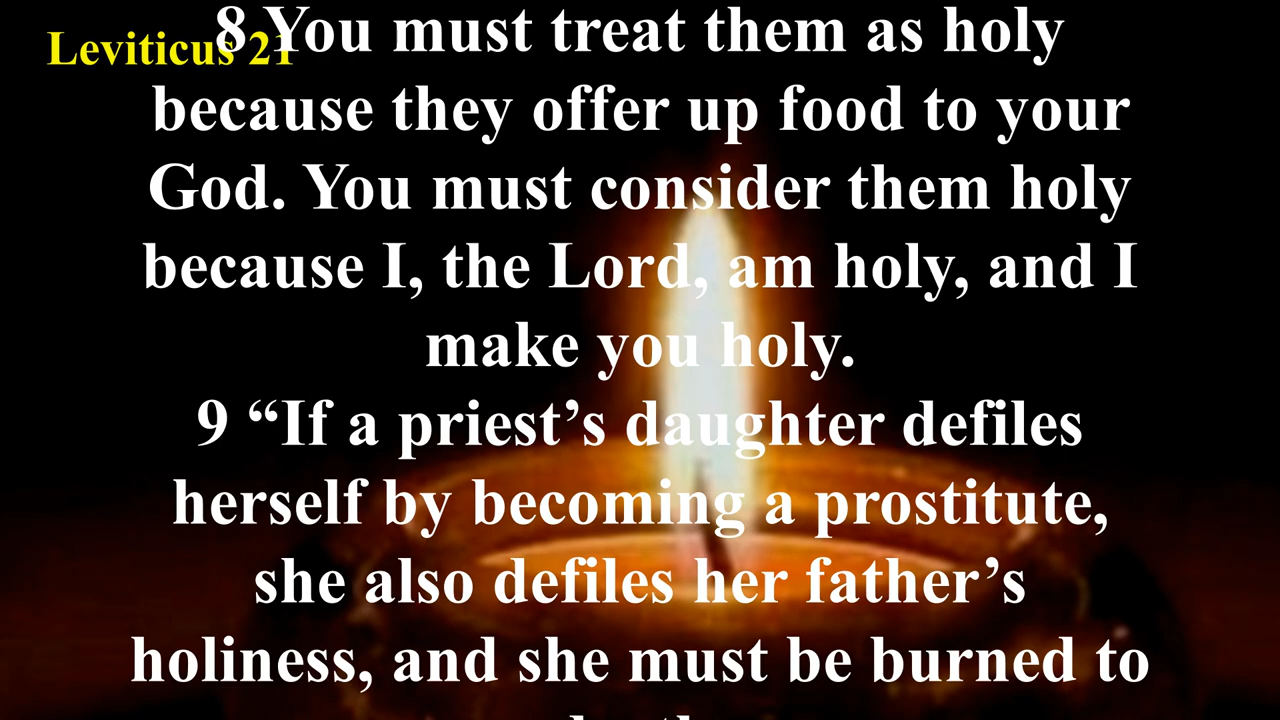 Leviticus 21
8 You must treat them as holy
because they offer up food to your
God. You must consider them holy
because I, the Lord, am holy, and I
make you holy.
9 “If a priest’s daughter defiles
herself by becoming a prostitute,
she also defiles her father’s
holiness, and she must be burned to